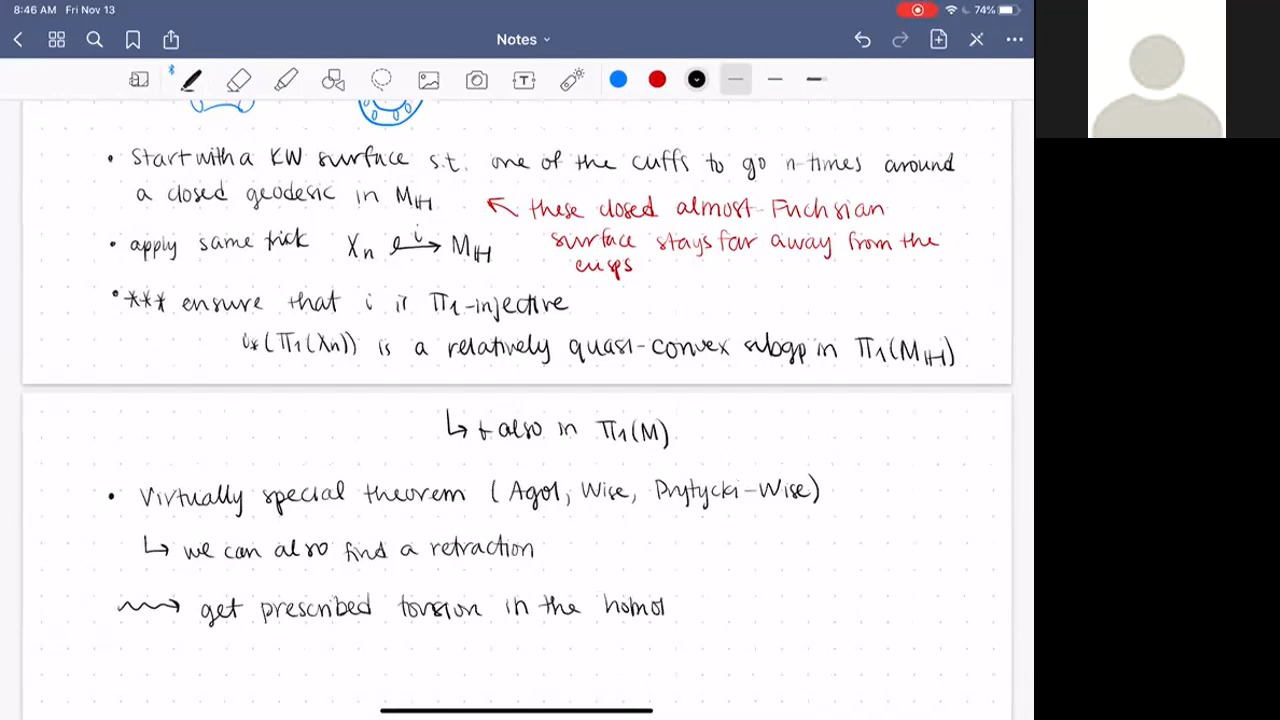 8:46 AM Fri Nov 13
74%
Notes
• Start with a KW surface s.t. one of the cuffs to go n-times around
a closed geodesic in M_ℍ
these closed almost-Fuchsian
surface stays far away from the
cusps
• apply same trick X_n ↪ᶦ M_ℍ
• *** ensure that i is π₁-injective
i_*(π₁(X_n)) is a relatively quasi-convex subgp in π₁(M_ℍ)
↳ + also in π₁(M)
• Virtually special theorem (Agol, Wise, Prytycki-Wise)
↳ we can also find a retraction
⇝ get prescribed torsion in the homol